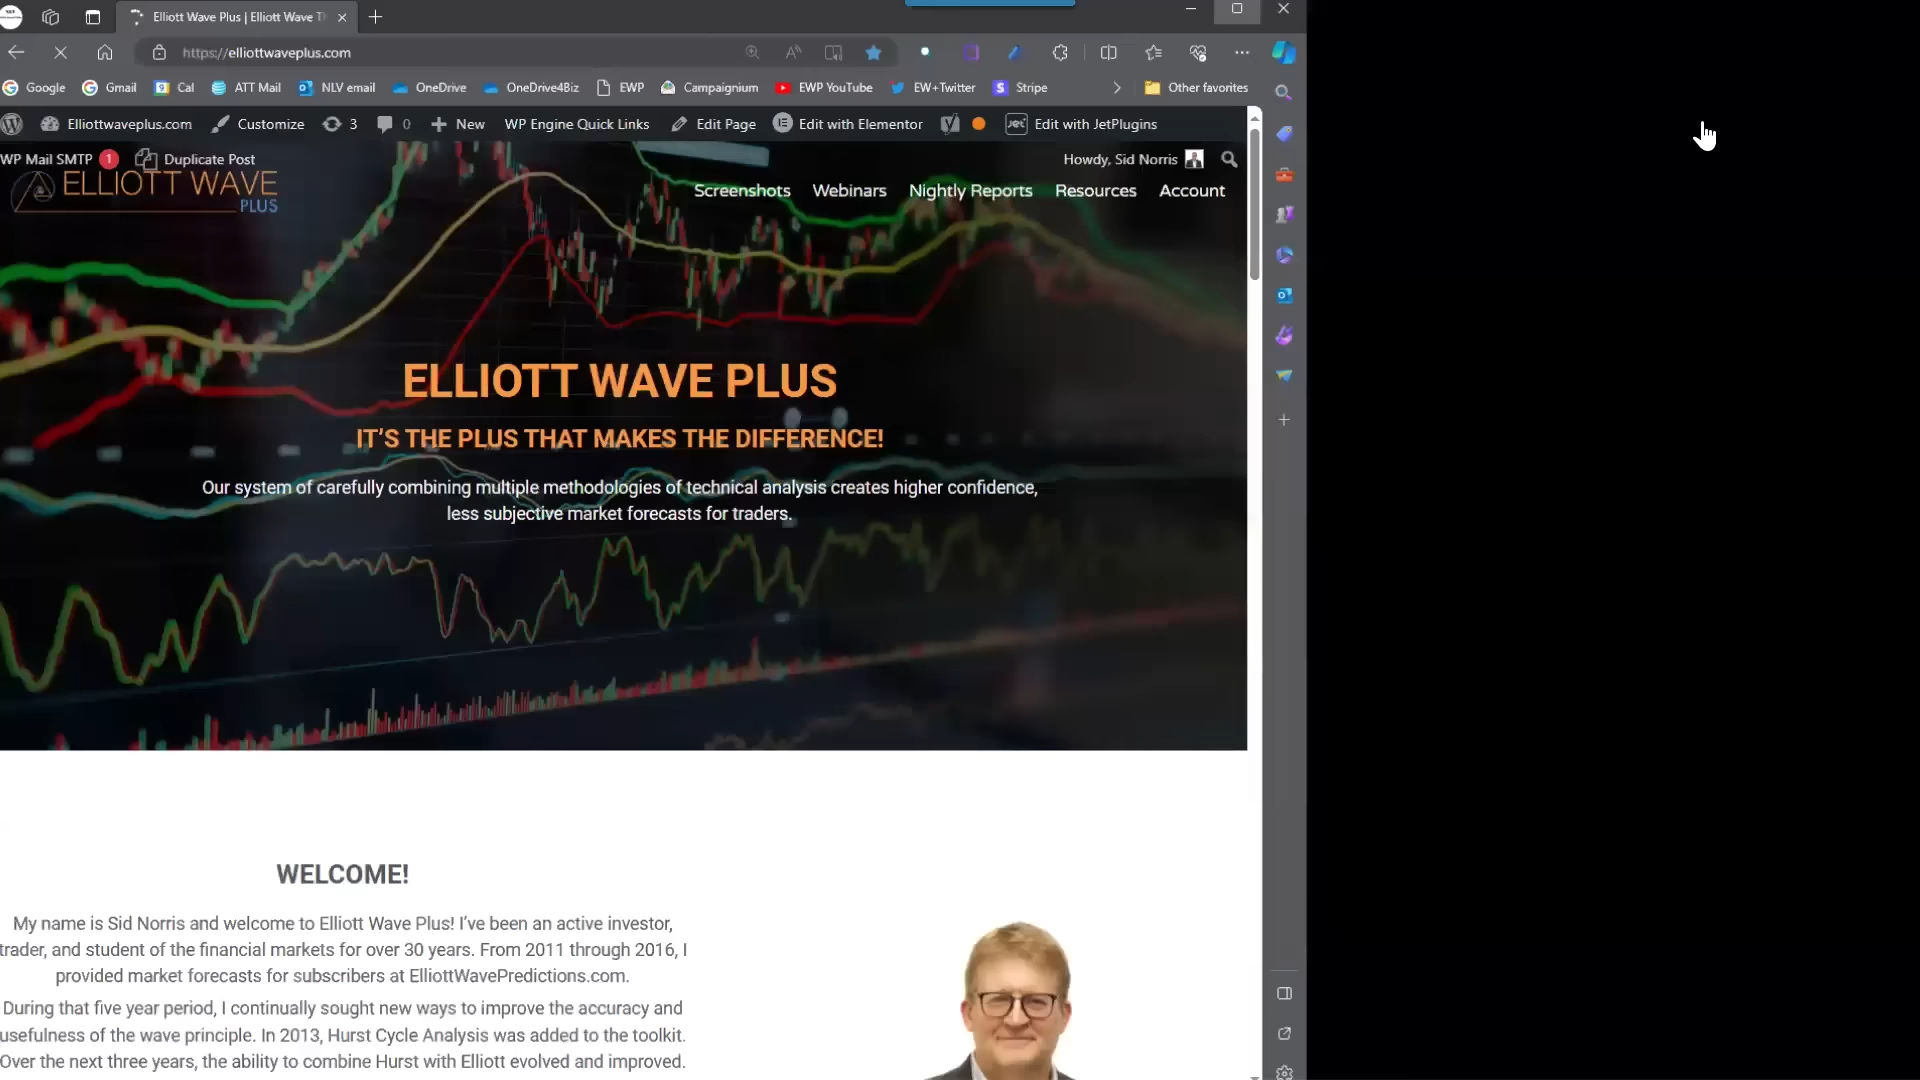 Elliott Wave Plus | Elliott Wave T
https://elliottwaveplus.com
Google Gmail Cal ATT Mail NLV email OneDrive OneDrive4Biz EWP Campaignium EWP YouTube EW+Twitter Stripe Other favorites
Elliottwaveplus.com Customize 3 0 New WP Engine Quick Links Edit Page Edit with Elementor Edit with JetPlugins
WP Mail SMTP 1 Duplicate Post Howdy, Sid Norris
ELLIOTT WAVE
PLUS
Screenshots Webinars Nightly Reports Resources Account
ELLIOTT WAVE PLUS
IT'S THE PLUS THAT MAKES THE DIFFERENCE!
Our system of carefully combining multiple methodologies of technical analysis creates higher confidence,
less subjective market forecasts for traders.
WELCOME!
My name is Sid Norris and welcome to Elliott Wave Plus! I've been an active investor,
trader, and student of the financial markets for over 30 years. From 2011 through 2016, I
provided market forecasts for subscribers at ElliottWavePredictions.com.
During that five year period, I continually sought new ways to improve the accuracy and
usefulness of the wave principle. In 2013, Hurst Cycle Analysis was added to the toolkit.
Over the next three years, the ability to combine Hurst with Elliott evolved and improved.